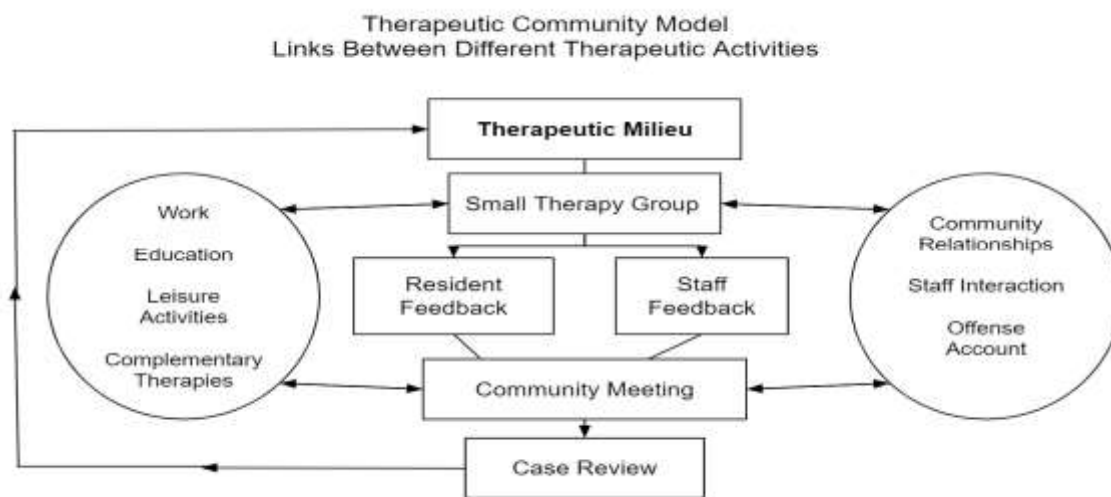 Therapeutic Community Model
Links Between Different Therapeutic Activities
Therapeutic Milieu
Small Therapy Group
Work
Education
Leisure
Activities
Complementary
Therapies
Resident
Feedback
Staff
Feedback
Community
Relationships
Staff Interaction
Offense
Account
Community Meeting
Case Review